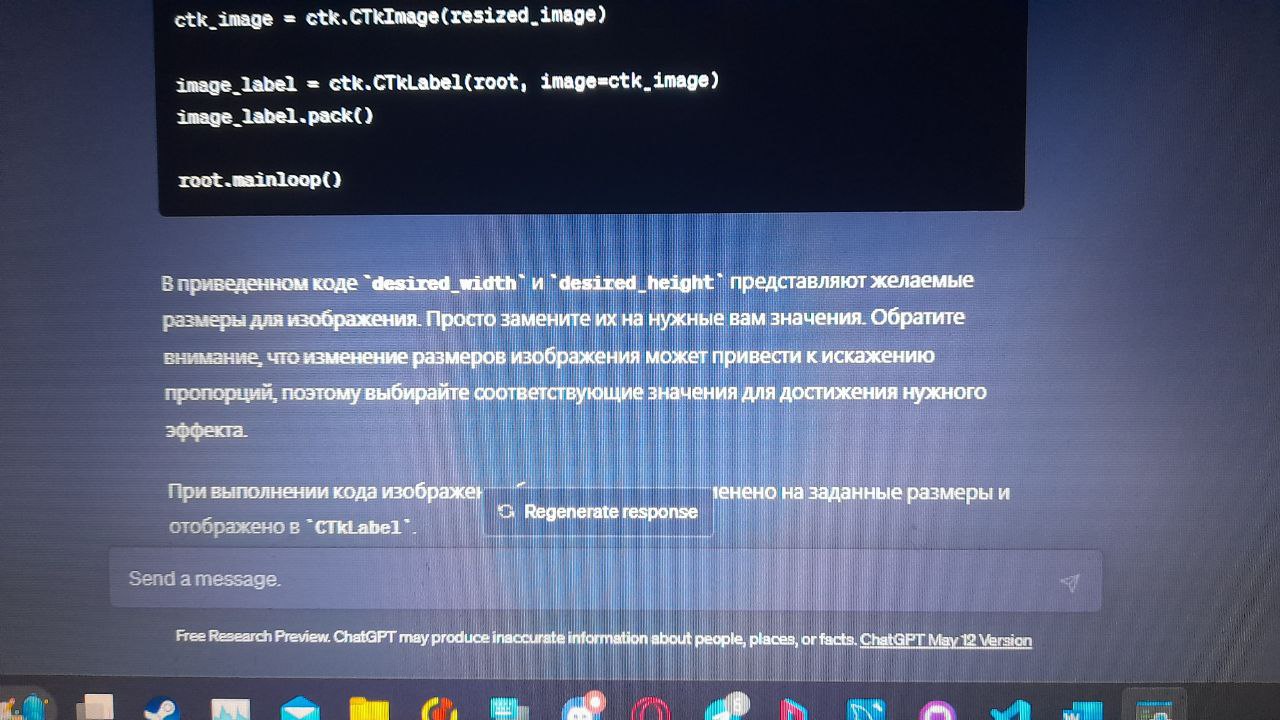 ctk_image = ctk.CTkImage(resized_image)
image_label = ctk.CTkLabel(root, image=ctk_image)
image_label.pack()
root.mainloop()
В приведенном коде `desired_width` и `desired_height` представляют желаемые
размеры для изображения. Просто замените их на нужные вам значения. Обратите
внимание, что изменение размеров изображения может привести к искажению
пропорций, поэтому выбирайте соответствующие значения для достижения нужного
эффекта.
При выполнении кода изображен енено на заданные размеры и
Regenerate response
отображено в `CTkLabel`.
Send a message.
Free Research Preview. ChatGPT may produce inaccurate information about people, places, or facts. ChatGPT May 12 Version